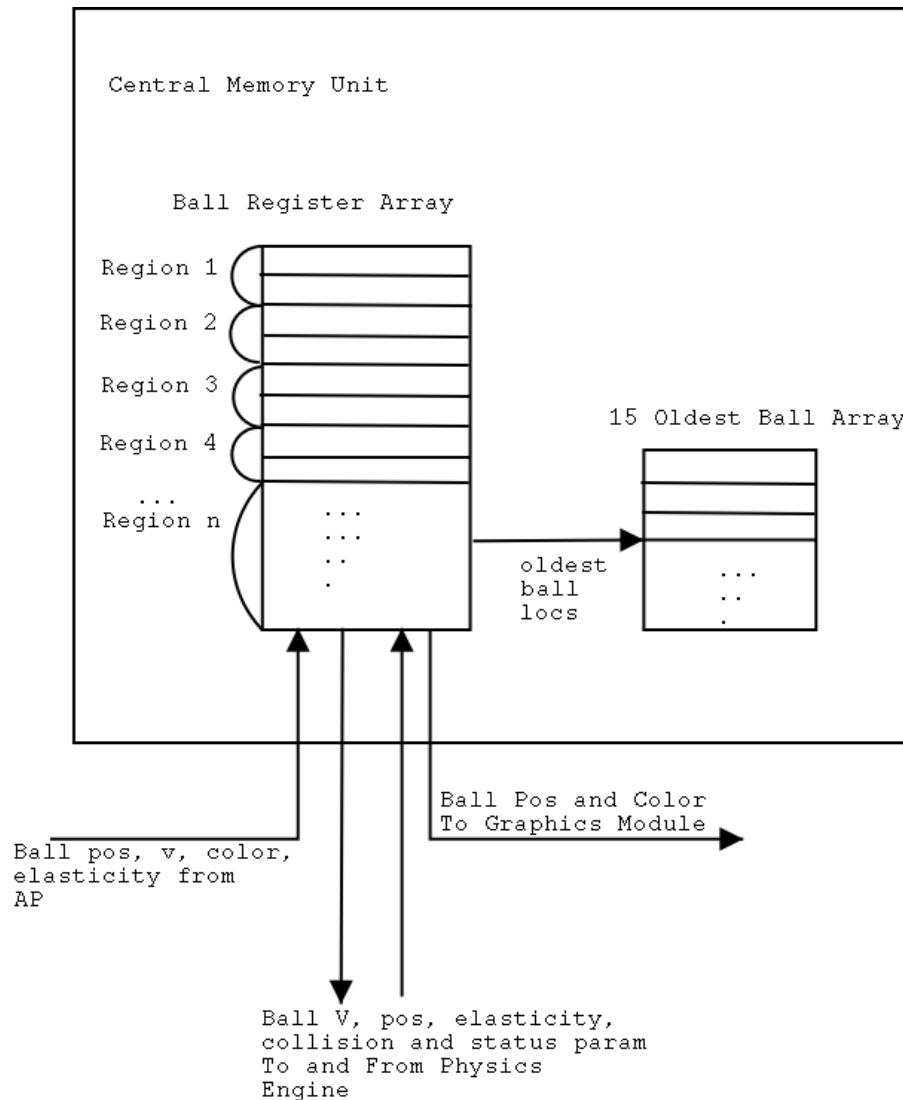 Central Memory Unit
Ball Register Array
Region 1
Region 2
Region 3
Region 4
...
Region n
...
...
..
.
15 Oldest Ball Array
...
..
.
oldest
ball
locs
Ball Pos and Color
To Graphics Module
Ball pos, v, color,
elasticity from
AP
Ball V, pos, elasticity,
collision and status param
To and From Physics
Engine